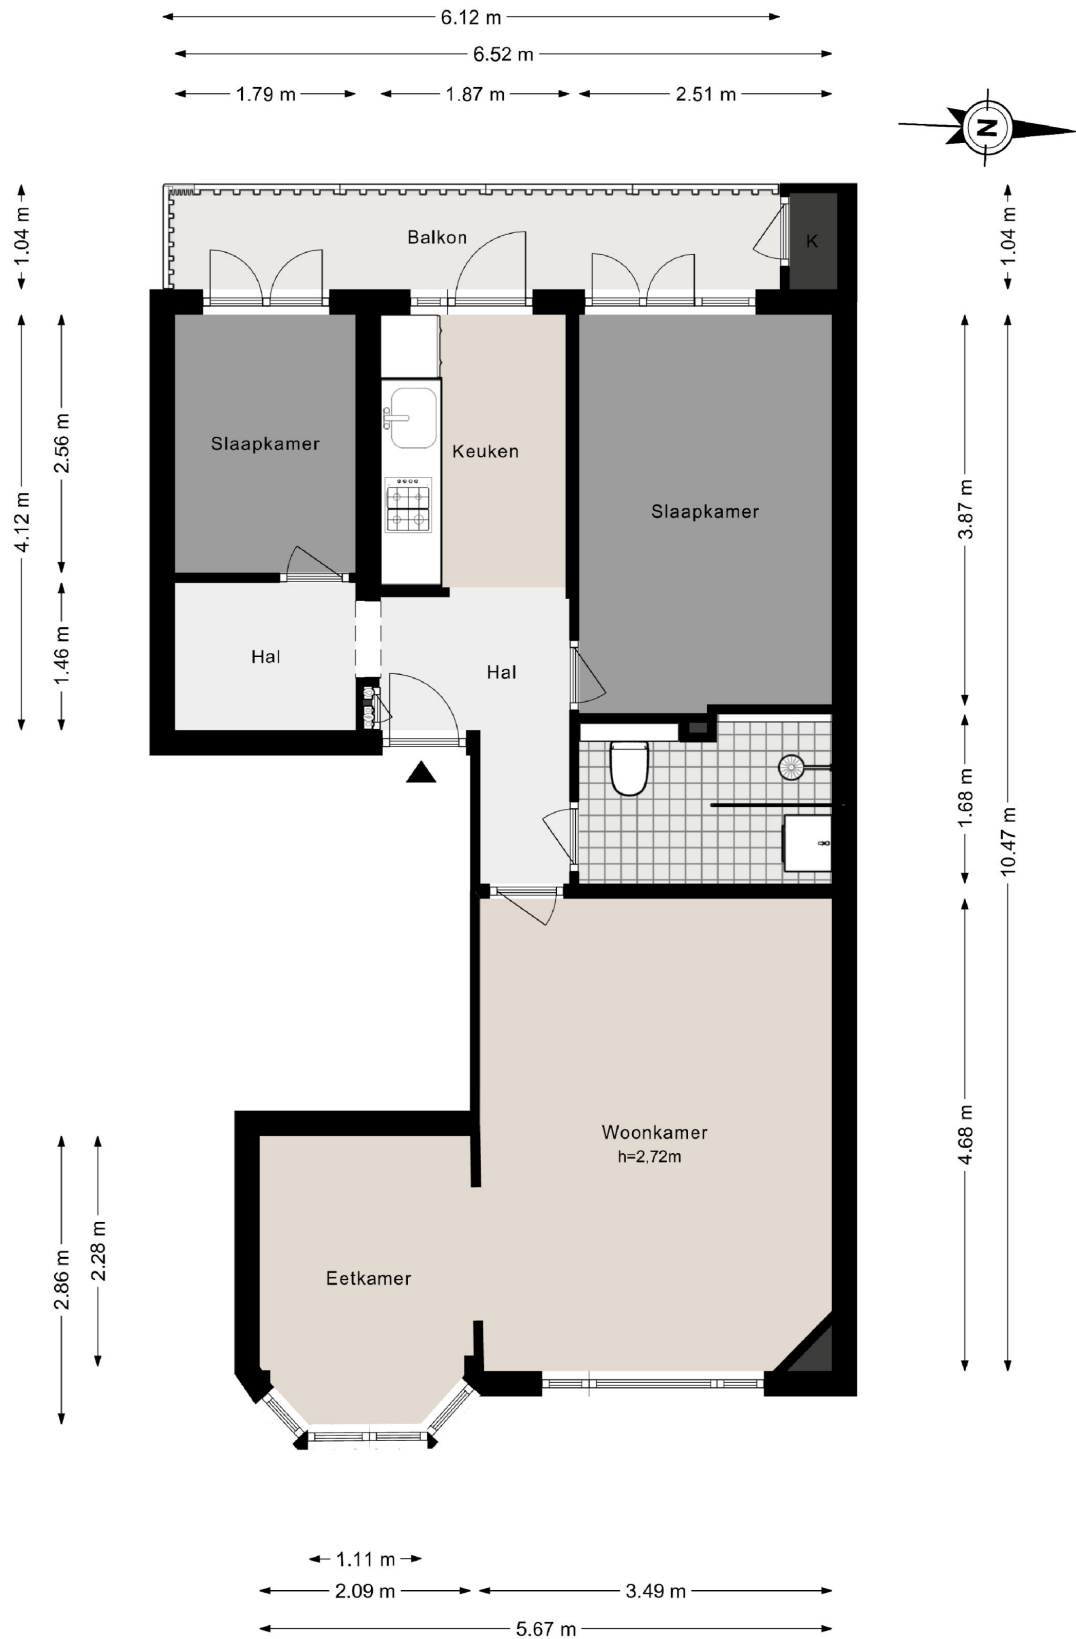 6.12 m
6.52 m
1.79 m
1.87 m
2.51 m
N
1.04 m
1.04 m
Balkon
K
4.12 m
2.56 m
1.46 m
Slaapkamer
Keuken
Slaapkamer
3.87 m
Hal
Hal
1.68 m
10.47 m
Woonkamer
h=2,72m
4.68 m
2.86 m
2.28 m
Eetkamer
1.11 m
2.09 m
3.49 m
5.67 m